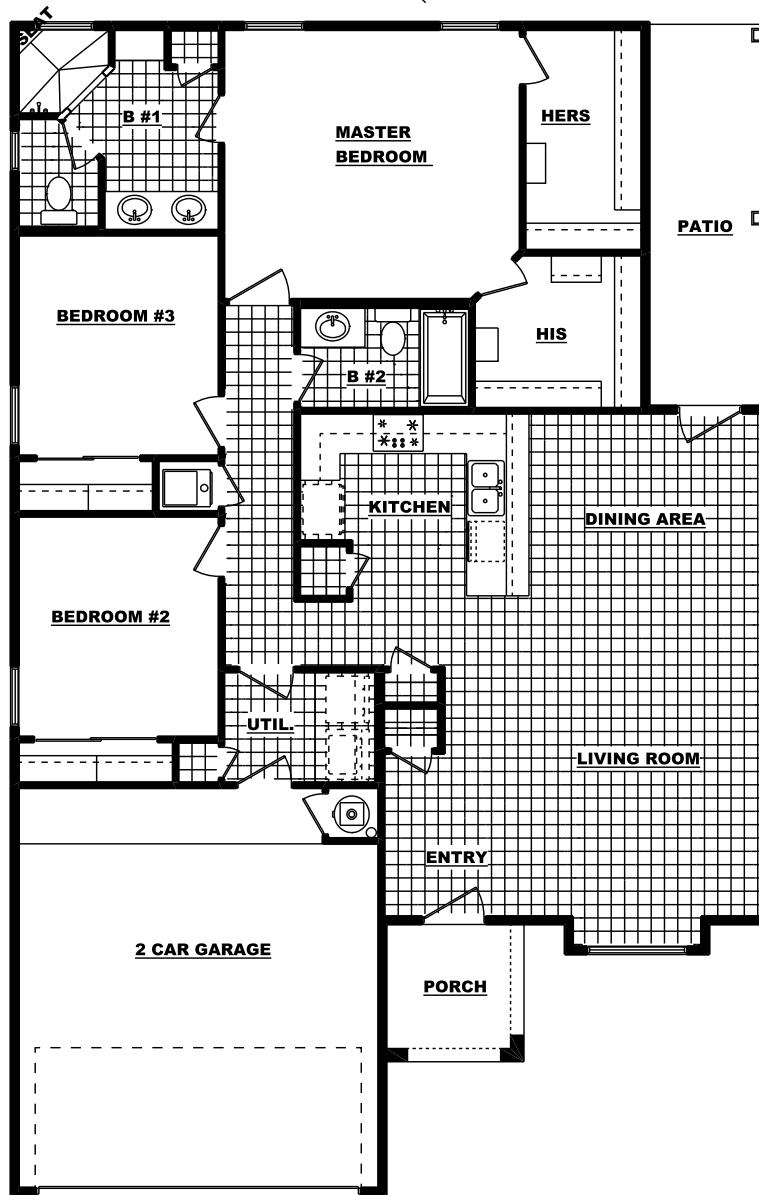 SEAT
B #1
MASTER
BEDROOM
HERS
PATIO
BEDROOM #3
HIS
B #2
KITCHEN
DINING AREA
BEDROOM #2
UTIL.
LIVING ROOM
ENTRY
2 CAR GARAGE
PORCH